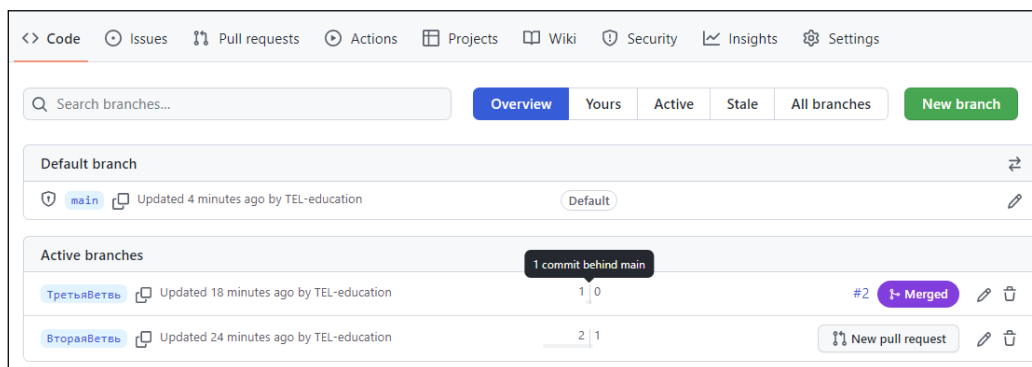 <> Code Issues Pull requests Actions Projects Wiki Security Insights Settings
Search branches... Overview Yours Active Stale All branches New branch
Default branch
main Updated 4 minutes ago by TEL-education Default
Active branches
1 commit behind main
ТретьяВетвь Updated 18 minutes ago by TEL-education 1 0 #2 Merged
ВтораяВетвь Updated 24 minutes ago by TEL-education 2 1 New pull request